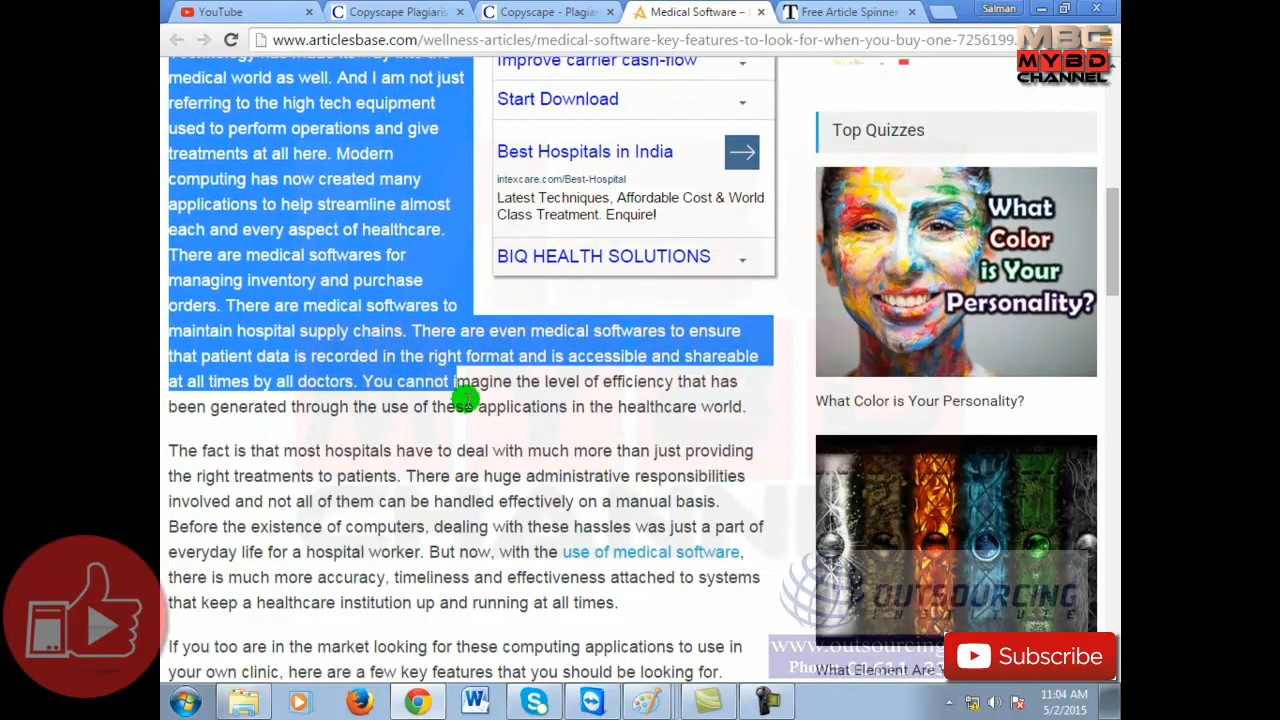 YouTube
Copyscape Plagiaris
Copyscape - Plagiar
Medical Software –
Free Article Spinner
Salman
www.articlesbase.com/wellness-articles/medical-software-key-features-to-look-for-when-you-buy-one-7256199.
MBC
MYBD
CHANNEL
medical world as well. And I am not just
referring to the high tech equipment
used to perform operations and give
treatments at all here. Modern
computing has now created many
applications to help streamline almost
each and every aspect of healthcare.
There are medical softwares for
managing inventory and purchase
orders. There are medical softwares to
maintain hospital supply chains. There are even medical softwares to ensure
that patient data is recorded in the right format and is accessible and shareable
at all times by all doctors. You cannot imagine the level of efficiency that has
been generated through the use of these applications in the healthcare world.
The fact is that most hospitals have to deal with much more than just providing
the right treatments to patients. There are huge administrative responsibilities
involved and not all of them can be handled effectively on a manual basis.
Before the existence of computers, dealing with these hassles was just a part of
everyday life for a hospital worker. But now, with the use of medical software,
there is much more accuracy, timeliness and effectiveness attached to systems
that keep a healthcare institution up and running at all times.
If you too are in the market looking for these computing applications to use in
your own clinic, here are a few key features that you should be looking for.
Improve carrier cash-flow
Start Download
Best Hospitals in India
intexcare.com/Best-Hospital
Latest Techniques, Affordable Cost & World
Class Treatment. Enquire!
BIQ HEALTH SOLUTIONS
Top Quizzes
What
Color
is Your
Personality?
What Color is Your Personality?
OUTSOURCING
www.outsourcing
Phone:
What Element Are
Subscribe
11:04 AM
5/2/2015